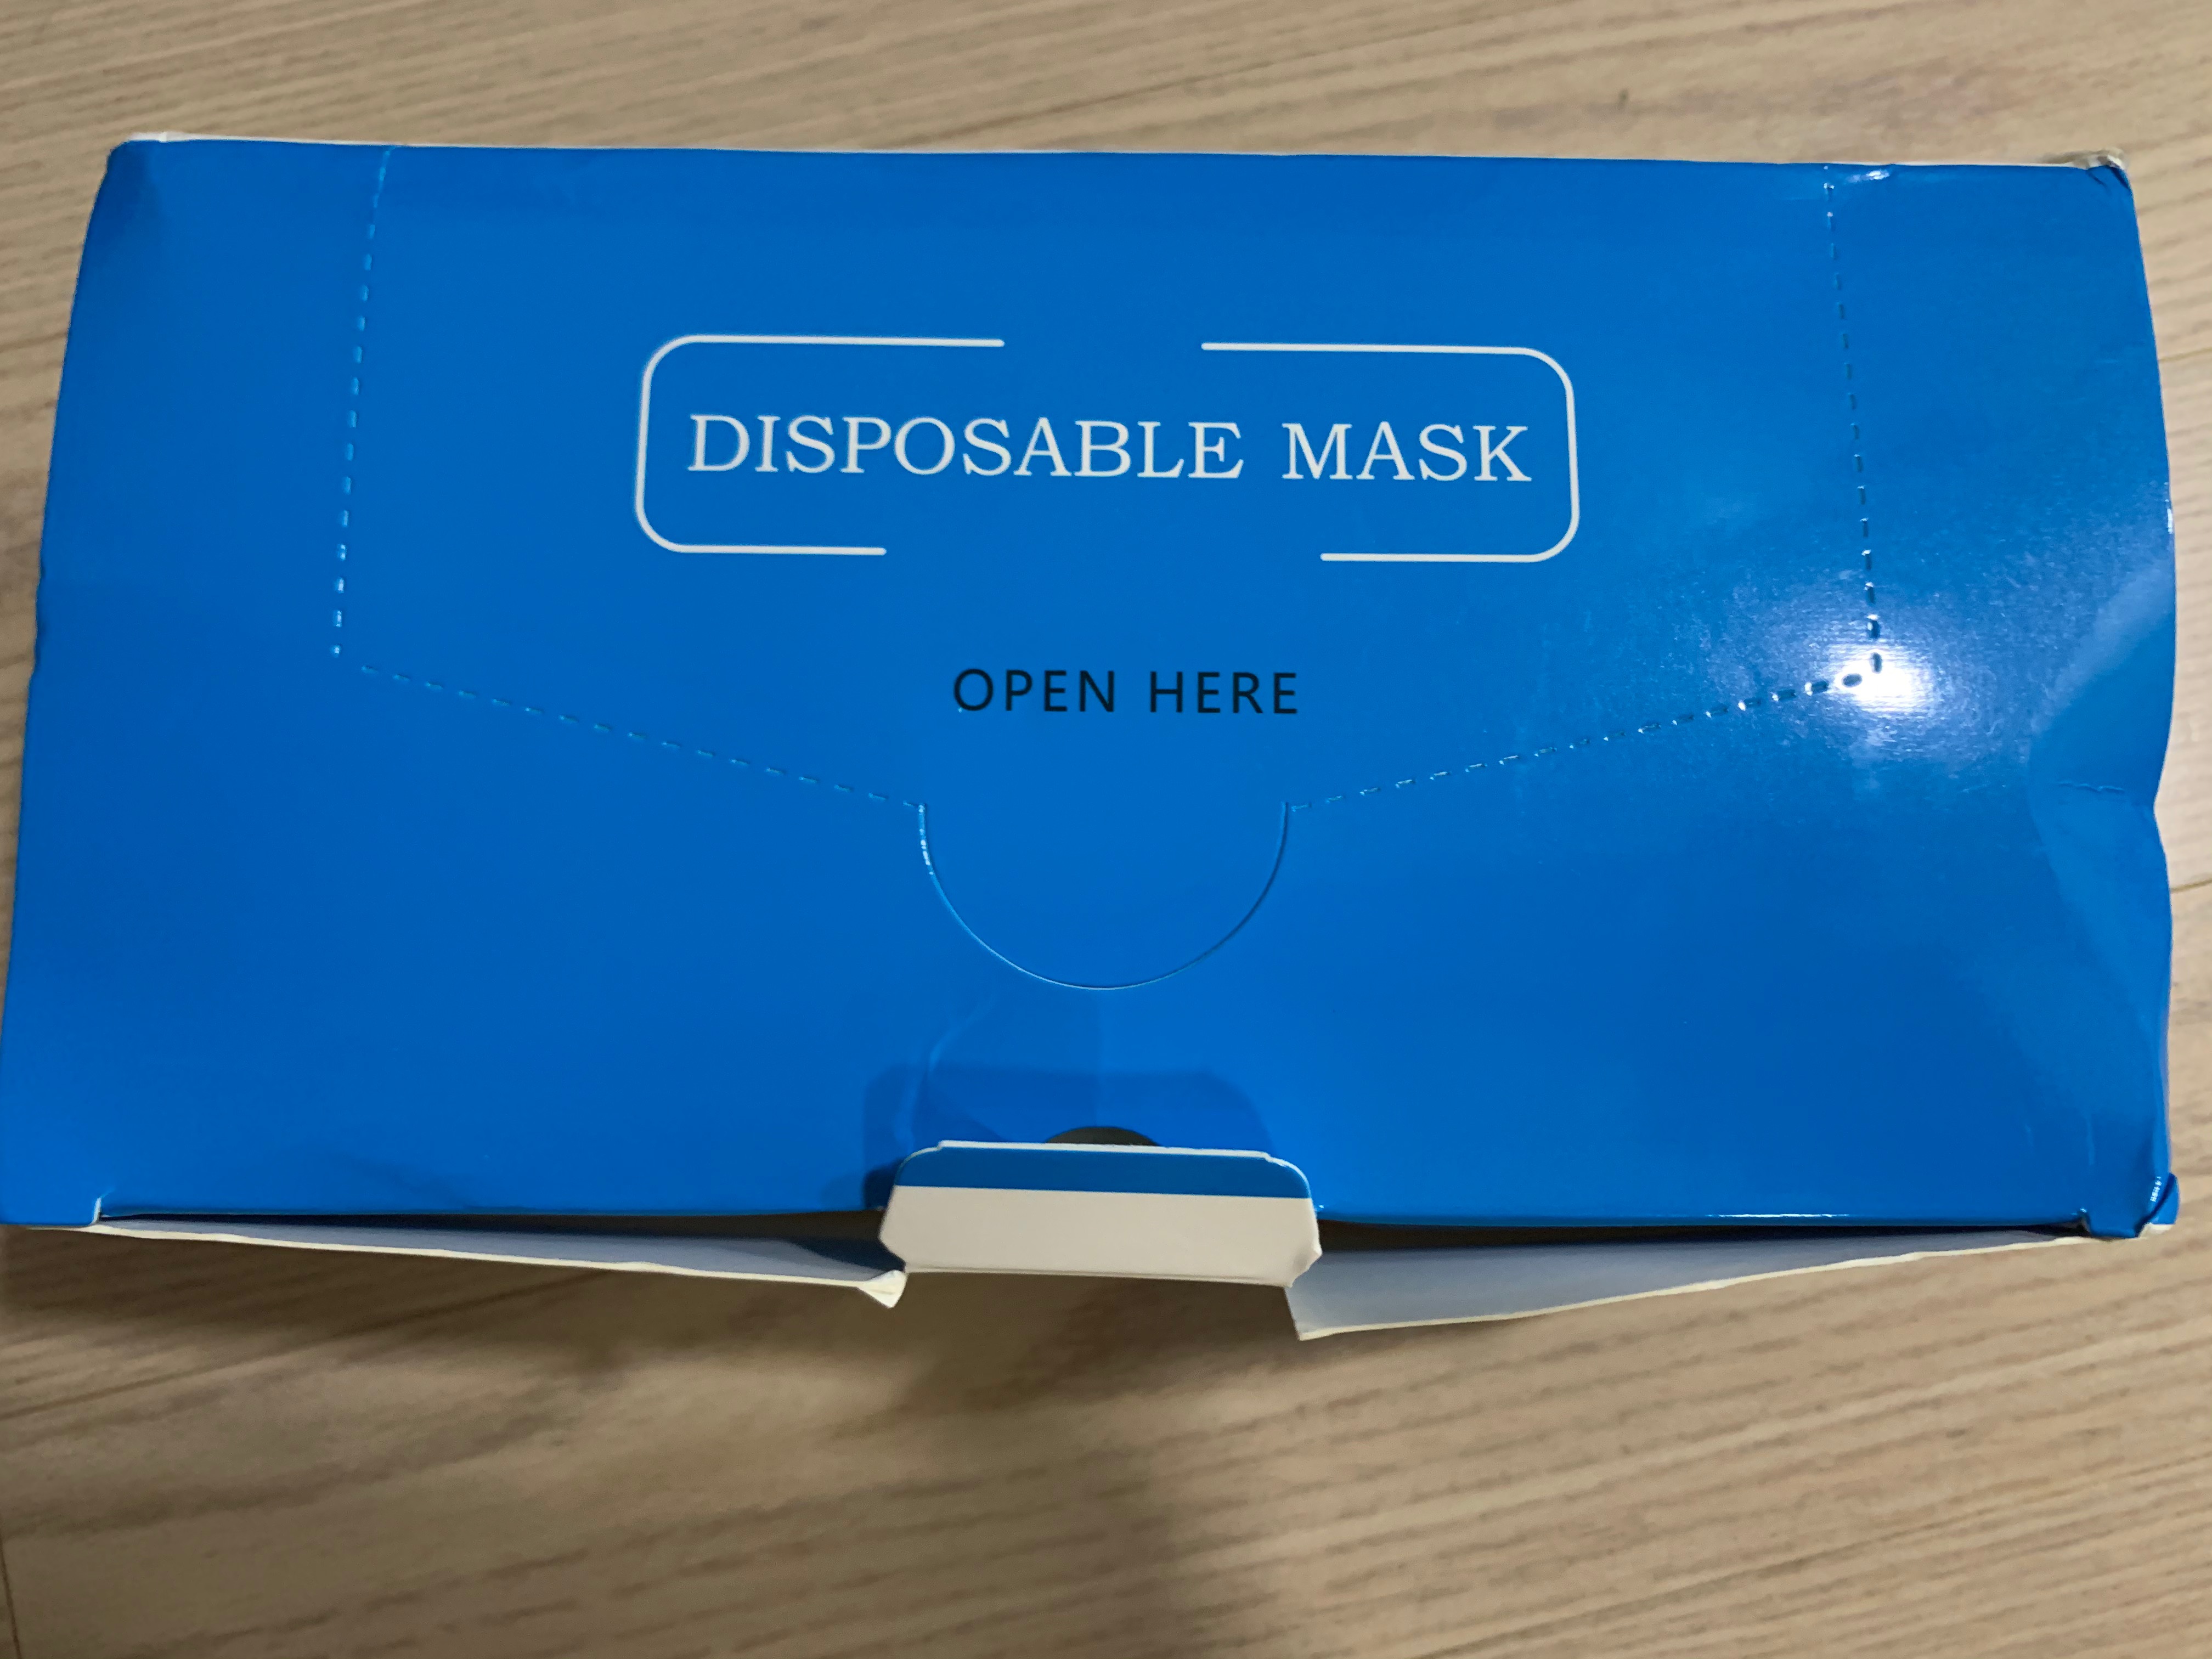 DISPOSABLE MASK
OPEN HERE